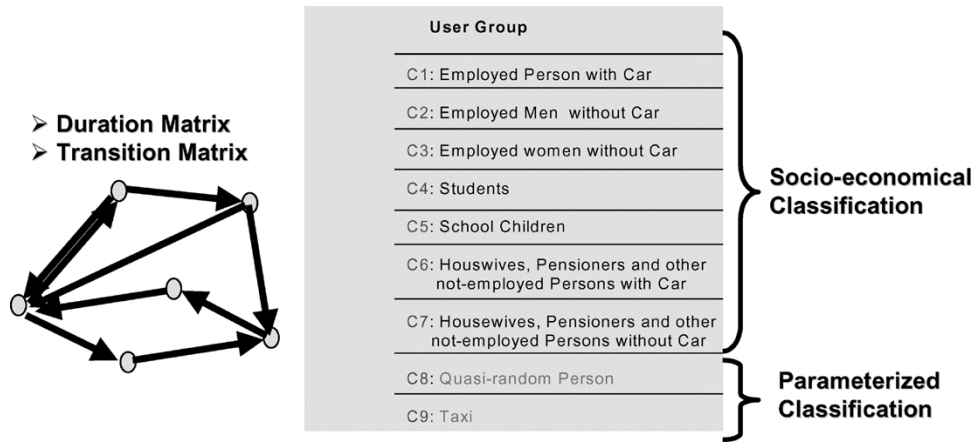 ➢ Duration Matrix
➢ Transition Matrix
User Group
C1: Employed Person with Car
C2: Employed Men without Car
C3: Employed women without Car
C4: Students
C5: School Children
C6: Houswives, Pensioners and other
not-employed Persons with Car
C7: Housewives, Pensioners and other
not-employed Persons without Car
C8: Quasi-random Person
C9: Taxi
Socio-economical
Classification
Parameterized
Classification